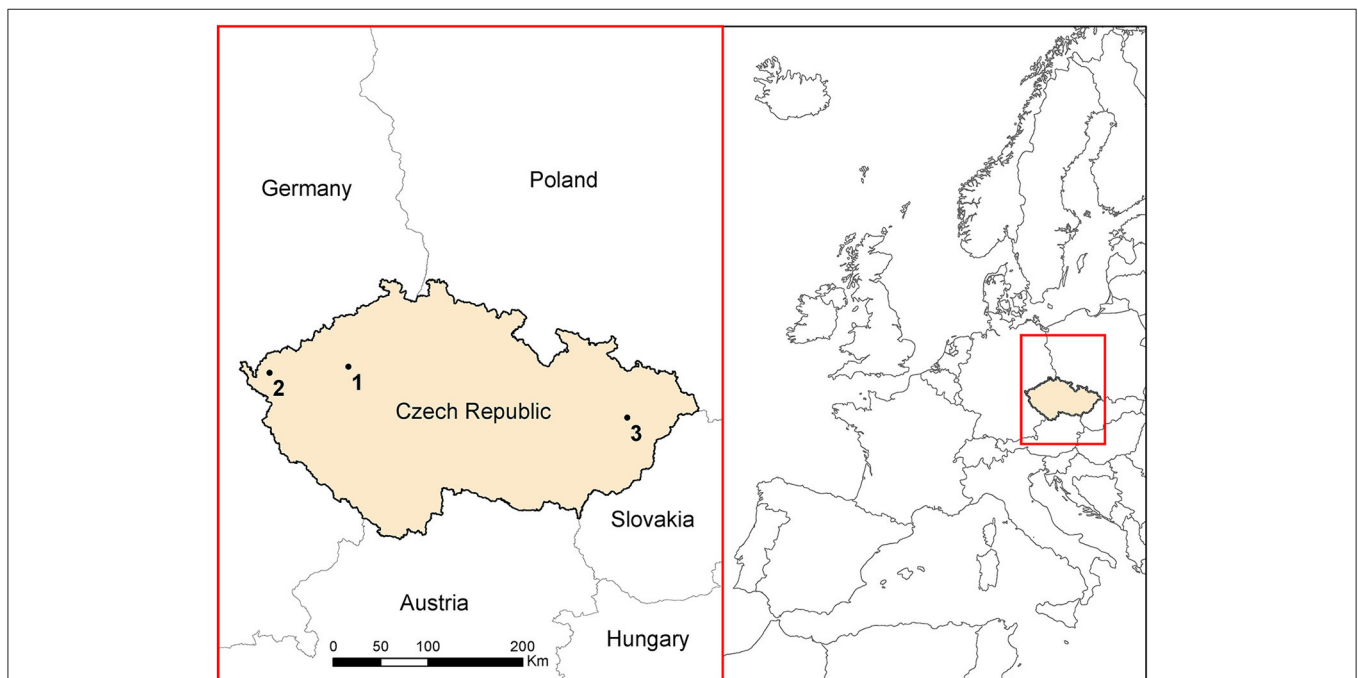 Germany
Poland
1
2
Czech Republic
3
Slovakia
Austria
Hungary
0 50 100 200
Km